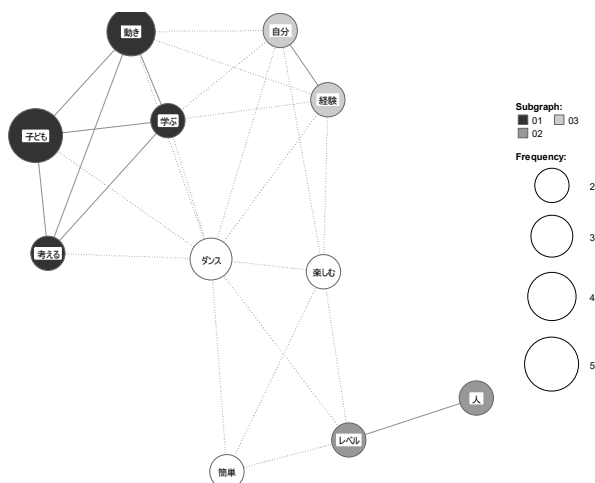 動き
自分
経験
学ぶ
子ども
考える
ダンス
楽しむ
人
レベル
簡単
Subgraph:
01 03
02
Frequency:
2
3
4
5